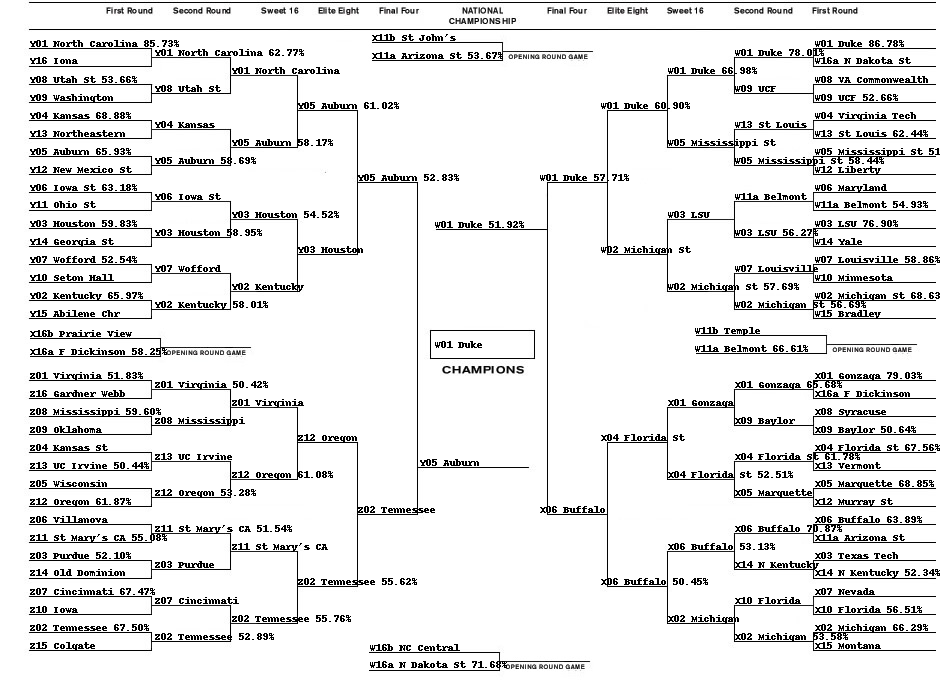 First Round Second Round Sweet 16 Elite Eight Final Four NATIONAL CHAMPIONSHIP Final Four Elite Eight Sweet 16 Second Round First Round
X11b St John's
X11a Arizona St 53.67%
OPENING ROUND GAME
Y01 North Carolina 85.73%
Y16 Iona
Y08 Utah St 53.66%
Y09 Washington
Y04 Kansas 68.88%
Y13 Northeastern
Y05 Auburn 65.93%
Y12 New Mexico St
Y06 Iowa St 63.18%
Y11 Ohio St
Y03 Houston 59.83%
Y14 Georgia St
Y07 Wofford 52.54%
Y10 Seton Hall
Y02 Kentucky 65.97%
Y15 Abilene Chr
Y01 North Carolina 62.77%
Y08 Utah St
Y04 Kansas
Y05 Auburn 58.69%
Y06 Iowa St
Y03 Houston 58.95%
Y07 Wofford
Y02 Kentucky 58.01%
Y01 North Carolina
Y05 Auburn 58.17%
Y03 Houston 54.52%
Y02 Kentucky
Y05 Auburn 61.02%
Y03 Houston
Y05 Auburn 52.83%
X16b Prairie View
X16a F Dickinson 58.25%
OPENING ROUND GAME
Z01 Virginia 51.83%
Z16 Gardner Webb
Z08 Mississippi 59.60%
Z09 Oklahoma
Z04 Kansas St
Z13 UC Irvine 50.44%
Z05 Wisconsin
Z12 Oregon 61.87%
Z06 Villanova
Z11 St Mary's CA 55.08%
Z03 Purdue 52.10%
Z14 Old Dominion
Z07 Cincinnati 67.47%
Z10 Iowa
Z02 Tennessee 67.50%
Z15 Colgate
Z01 Virginia 50.42%
Z08 Mississippi
Z13 UC Irvine
Z12 Oregon 53.28%
Z11 St Mary's CA 51.54%
Z03 Purdue
Z07 Cincinnati
Z02 Tennessee 52.89%
Z01 Virginia
Z12 Oregon 61.08%
Z11 St Mary's CA
Z02 Tennessee 55.76%
Z12 Oregon
Z02 Tennessee 55.62%
Z02 Tennessee
Y05 Auburn
W01 Duke 51.92%
W01 Duke
CHAMPIONS
W16b NC Central
W16a N Dakota St 71.68%
OPENING ROUND GAME
W01 Duke 57.71%
W01 Duke 60.90%
W02 Michigan St
W01 Duke 66.98%
W05 Mississippi St
W03 LSU
W02 Michigan St 57.69%
W01 Duke 78.01%
W09 UCF
W13 St Louis
W05 Mississippi St 58.44%
W11a Belmont
W03 LSU 56.27%
W07 Louisville
W02 Michigan St 56.69%
W01 Duke 86.78%
W16a N Dakota St
W08 VA Commonwealth
W09 UCF 52.66%
W04 Virginia Tech
W13 St Louis 62.44%
W05 Mississippi St 51
W12 Liberty
W06 Maryland
W11a Belmont 54.93%
W03 LSU 76.90%
W14 Yale
W07 Louisville 58.86%
W10 Minnesota
W02 Michigan St 68.63
W15 Bradley
W11b Temple
W11a Belmont 66.61%
OPENING ROUND GAME
X06 Buffalo
X04 Florida St
X06 Buffalo 50.45%
X01 Gonzaga
X04 Florida St 52.51%
X06 Buffalo 53.13%
X02 Michigan
X01 Gonzaga 65.68%
X09 Baylor
X04 Florida St 61.78%
X05 Marquette
X06 Buffalo 70.87%
X14 N Kentucky
X10 Florida
X02 Michigan 53.58%
X01 Gonzaga 79.03%
X16a F Dickinson
X08 Syracuse
X09 Baylor 50.64%
X04 Florida St 67.56%
X13 Vermont
X05 Marquette 68.85%
X12 Murray St
X06 Buffalo 63.89%
X11a Arizona St
X03 Texas Tech
X14 N Kentucky 52.34%
X07 Nevada
X10 Florida 56.51%
X02 Michigan 66.29%
X15 Montana